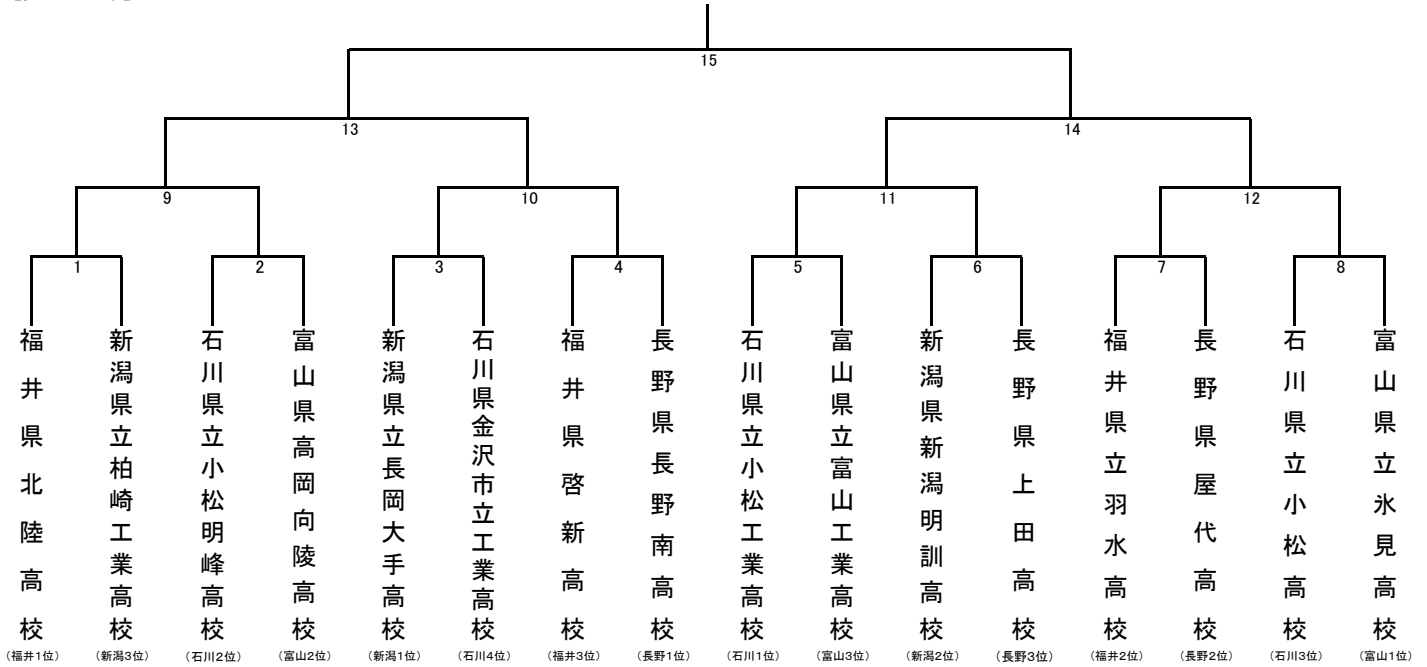 15
13
14
9
10
11
12
1
2
3
4
5
6
7
8
福井県北陸高校
新潟県立柏崎工業高校
石川県立小松明峰高校
富山県高岡向陵高校
新潟県立長岡大手高校
石川県金沢市立工業高校
福井県啓新高校
長野県長野南高校
石川県立小松工業高校
富山県立富山工業高校
新潟県新潟明訓高校
長野県上田高校
福井県立羽水高校
長野県屋代高校
石川県立小松高校
富山県立氷見高校
(福井1位)
(新潟3位)
(石川2位)
(富山2位)
(新潟1位)
(石川4位)
(福井3位)
(長野1位)
(石川1位)
(富山3位)
(新潟2位)
(長野3位)
(福井2位)
(長野2位)
(石川3位)
(富山1位)